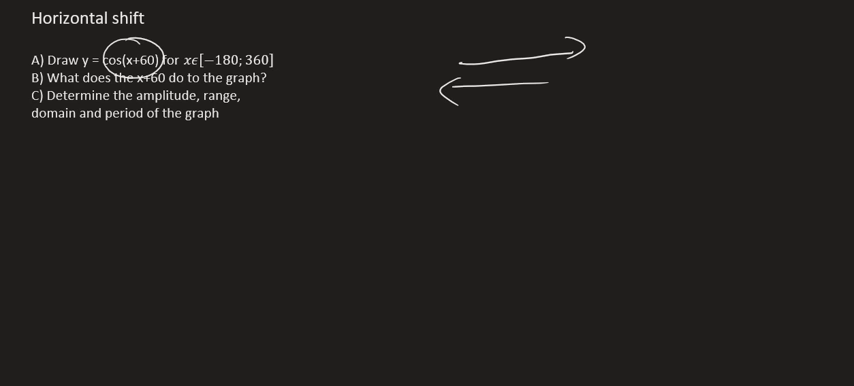 Horizontal shift
A) Draw y = cos(x+60) for xϵ[−180; 360]
B) What does the x+60 do to the graph?
C) Determine the amplitude, range,
domain and period of the graph